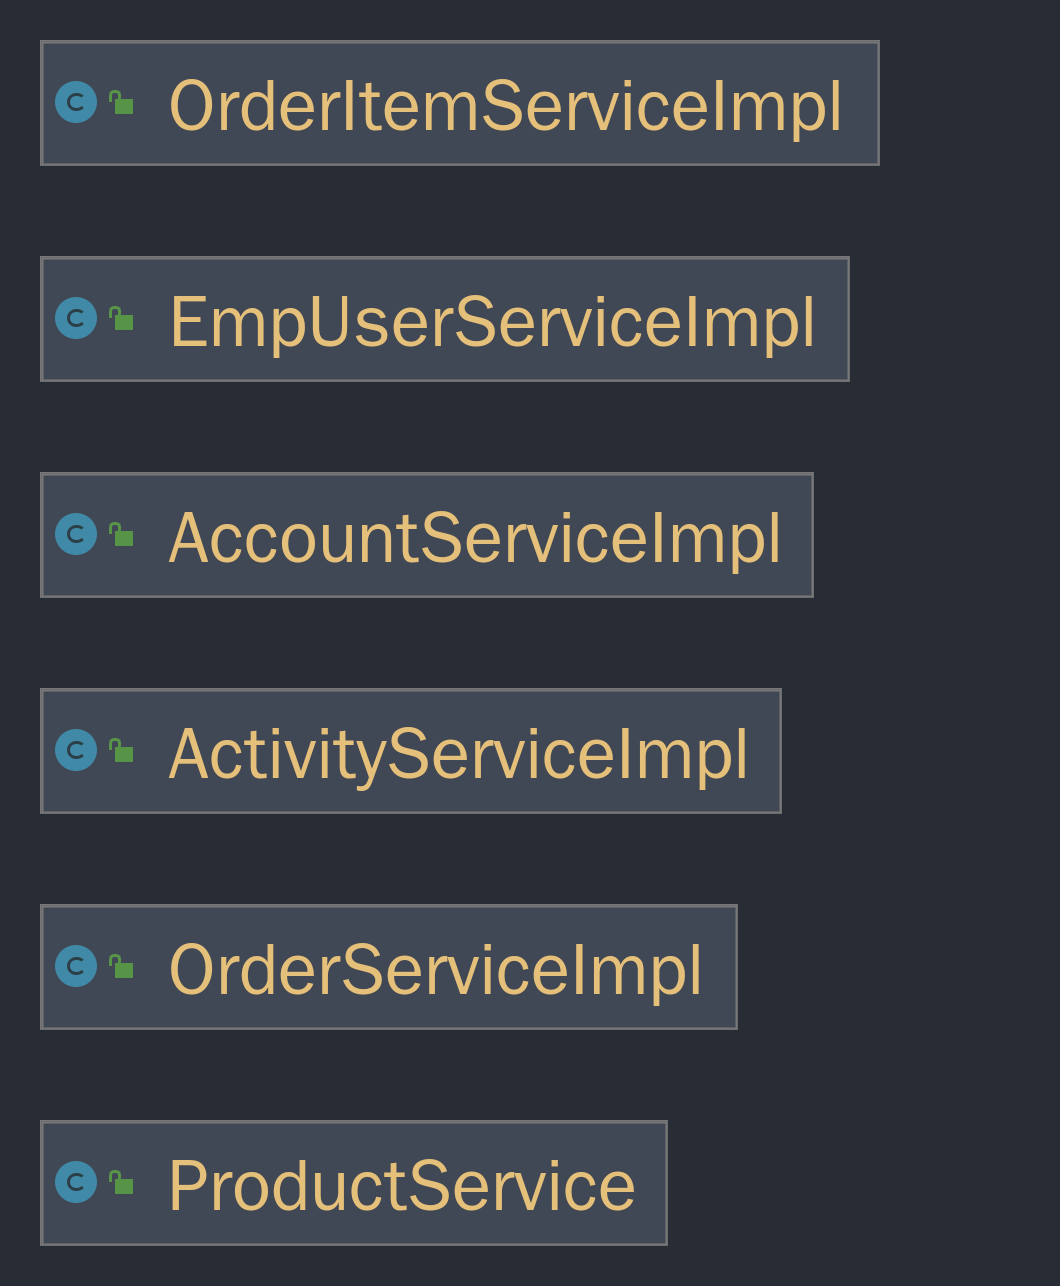 C OrderItemServiceImpl
C EmpUserServiceImpl
C AccountServiceImpl
C ActivityServiceImpl
C OrderServiceImpl
C ProductService